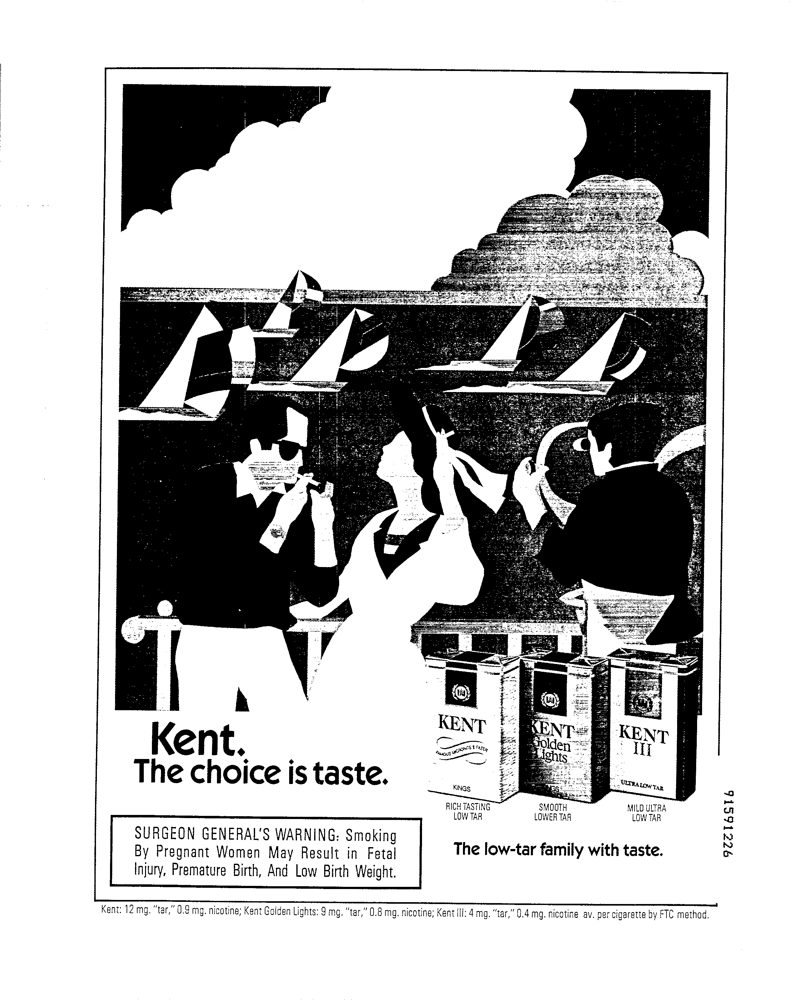 Kent.
The choice is taste.
SURGEON GENERAL'S WARNING: Smoking
By Pregnant Women May Result in Fetal
Injury, Premature Birth, And Low Birth Weight.
KENT
FAMOUS MICRONITE FILTER
KINGS
RICH TASTING
LOW TAR
KENT
Golden
Lights
KINGS
SMOOTH
LOWER TAR
KENT
III
ULTRA LOW TAR
MILD ULTRA
LOW TAR
The low-tar family with taste.
91591226
Kent: 12 mg. "tar," 0.9 mg. nicotine; Kent Golden Lights: 9 mg. "tar," 0.8 mg. nicotine; Kent III: 4 mg. "tar," 0.4 mg. nicotine av. per cigarette by FTC method.